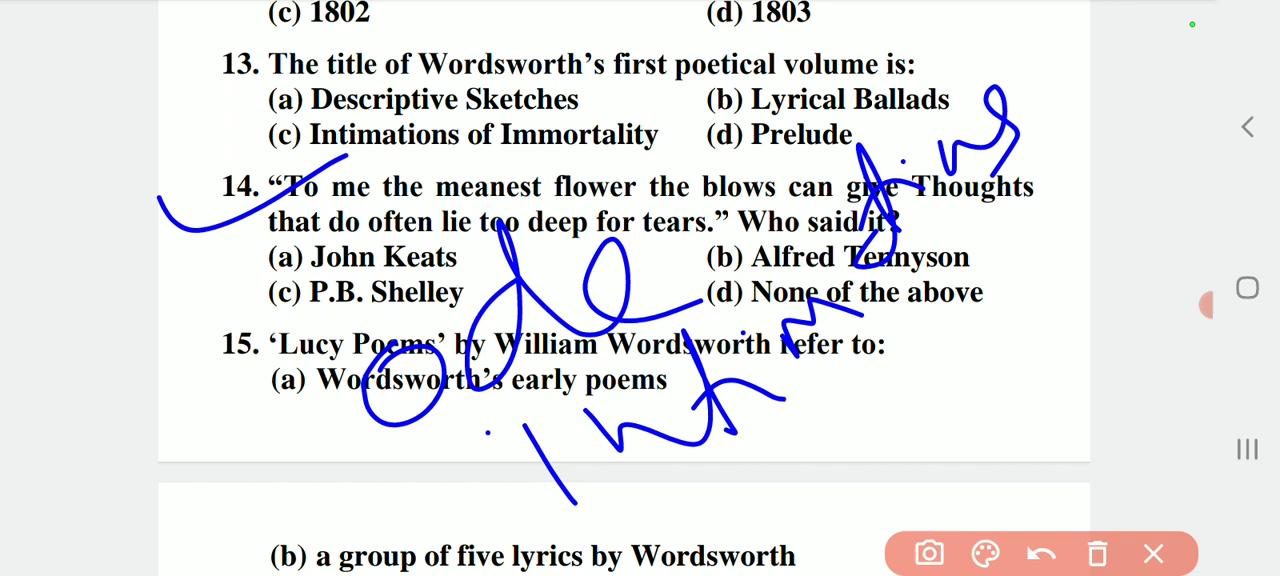 (c) 1802 (d) 1803
13. The title of Wordsworth’s first poetical volume is:
(a) Descriptive Sketches (b) Lyrical Ballads
(c) Intimations of Immortality (d) Prelude
14. “To me the meanest flower the blows can give Thoughts
that do often lie too deep for tears.” Who said it?
(a) John Keats (b) Alfred Tennyson
(c) P.B. Shelley (d) None of the above
ode
15. ‘Lucy Poems’ by William Wordsworth refer to:
(a) Wordsworth’s early poems
(b) a group of five lyrics by Wordsworth